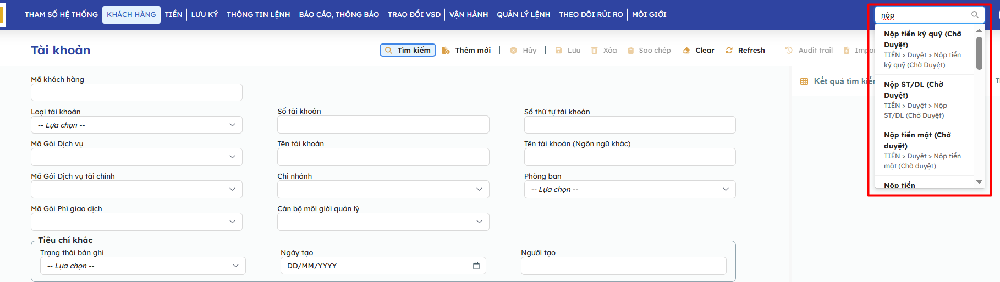 THAM SỐ HỆ THỐNG KHÁCH HÀNG TIỀN LƯU KÝ THÔNG TIN LỆNH BÁO CÁO, THÔNG BÁO TRAO ĐỔI VSD VẬN HÀNH QUẢN LÝ LỆNH THEO DÕI RỦI RO MÔI GIỚI
nộp
Tài khoản
Tìm kiếm Thêm mới Hủy Lưu Xóa Sao chép Clear Refresh Audit trail
Nộp tiền ký quỹ (Chờ
Duyệt)
TIỀN > Duyệt > Nộp tiền
ký quỹ (Chờ Duyệt)
Nộp ST/DL (Chờ
Duyệt)
TIỀN > Duyệt > Nộp
ST/DL (Chờ Duyệt)
Nộp tiền mặt (Chờ
duyệt)
TIỀN > Duyệt > Nộp tiền
mặt (Chờ duyệt)
Nộp tiền
Kết quả tìm kiếm
Mã khách hàng
Loại tài khoản Số tài khoản Số thứ tự tài khoản
-- Lựa chọn --
Mã Gói Dịch vụ Tên tài khoản Tên tài khoản (Ngôn ngữ khác)
Mã Gói Dịch vụ tài chính Chi nhánh Phòng ban
-- Lựa chọn --
Mã Gói Phí giao dịch Cán bộ môi giới quản lý
Tiêu chí khác
Trạng thái bản ghi Ngày tạo Người tạo
-- Lựa chọn -- DD/MM/YYYY